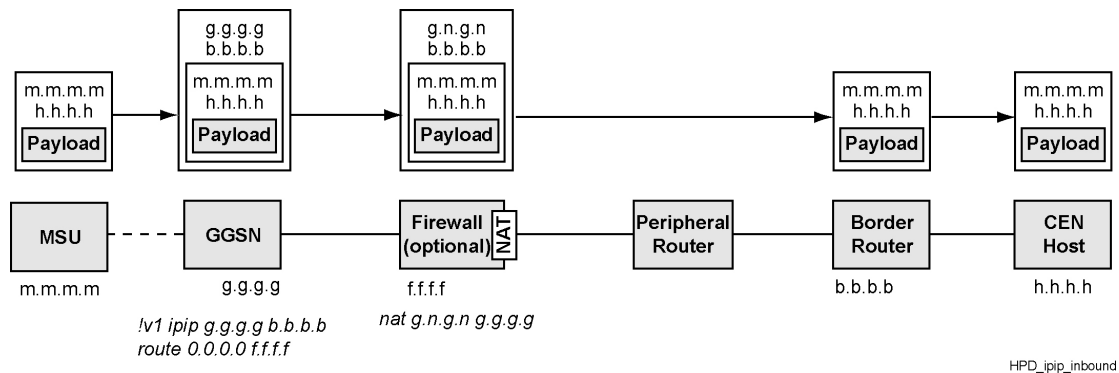 g.g.g.g
b.b.b.b
g.n.g.n
b.b.b.b
m.m.m.m
h.h.h.h
Payload
m.m.m.m
h.h.h.h
Payload
m.m.m.m
h.h.h.h
Payload
m.m.m.m
h.h.h.h
Payload
m.m.m.m
h.h.h.h
Payload
MSU
GGSN
Firewall
(optional)
NAT
Peripheral
Router
Border
Router
CEN
Host
m.m.m.m
g.g.g.g
f.f.f.f
b.b.b.b
h.h.h.h
!v1 ipip g.g.g.g b.b.b.b
route 0.0.0.0 f.f.f.f
nat g.n.g.n g.g.g.g
HPD_ipip_inbound